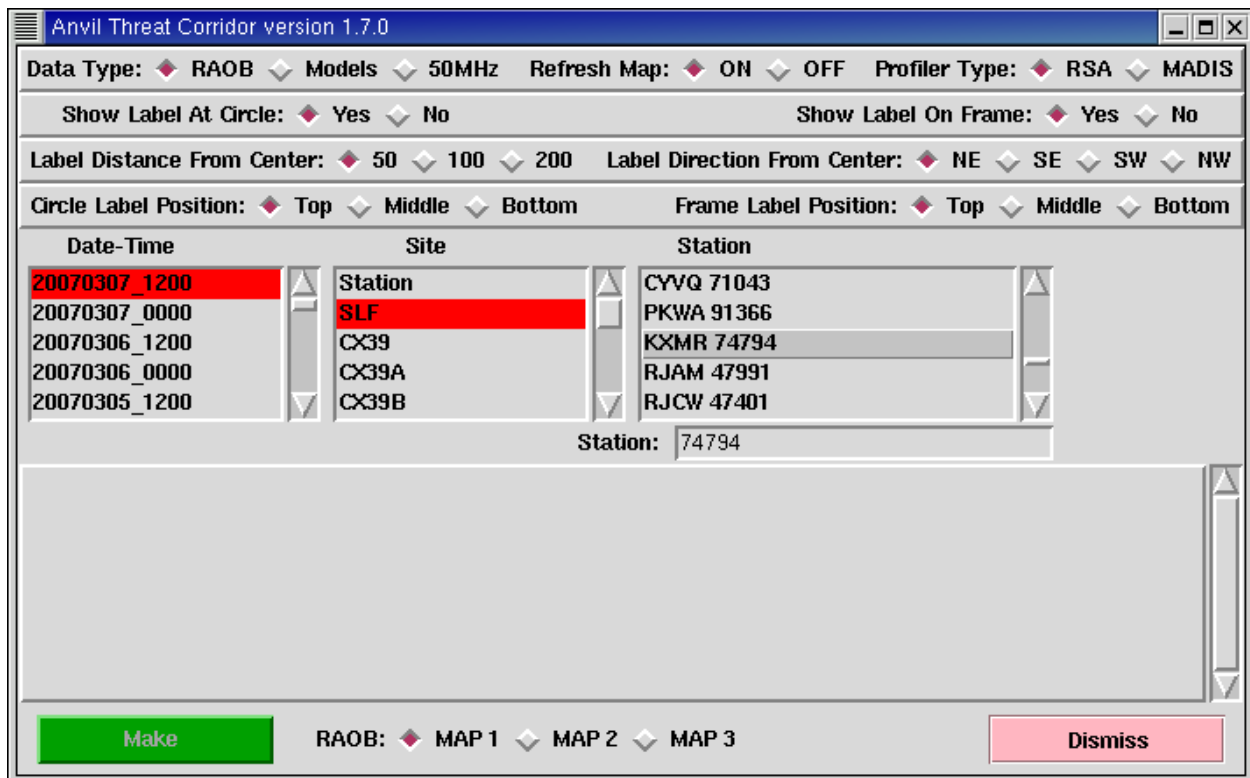 Anvil Threat Corridor version 1.7.0
Data Type: RAOB Models 50MHz Refresh Map: ON OFF Profiler Type: RSA MADIS
Show Label At Circle: Yes No Show Label On Frame: Yes No
Label Distance From Center: 50 100 200 Label Direction From Center: NE SE SW NW
Circle Label Position: Top Middle Bottom Frame Label Position: Top Middle Bottom
Date-Time Site Station
20070307_1200 Station CYVQ 71043
20070307_0000 SLF PKWA 91366
20070306_1200 CX39 KXMR 74794
20070306_0000 CX39A RJAM 47991
20070305_1200 CX39B RJCW 47401
Station: 74794
Make RAOB: MAP 1 MAP 2 MAP 3 Dismiss